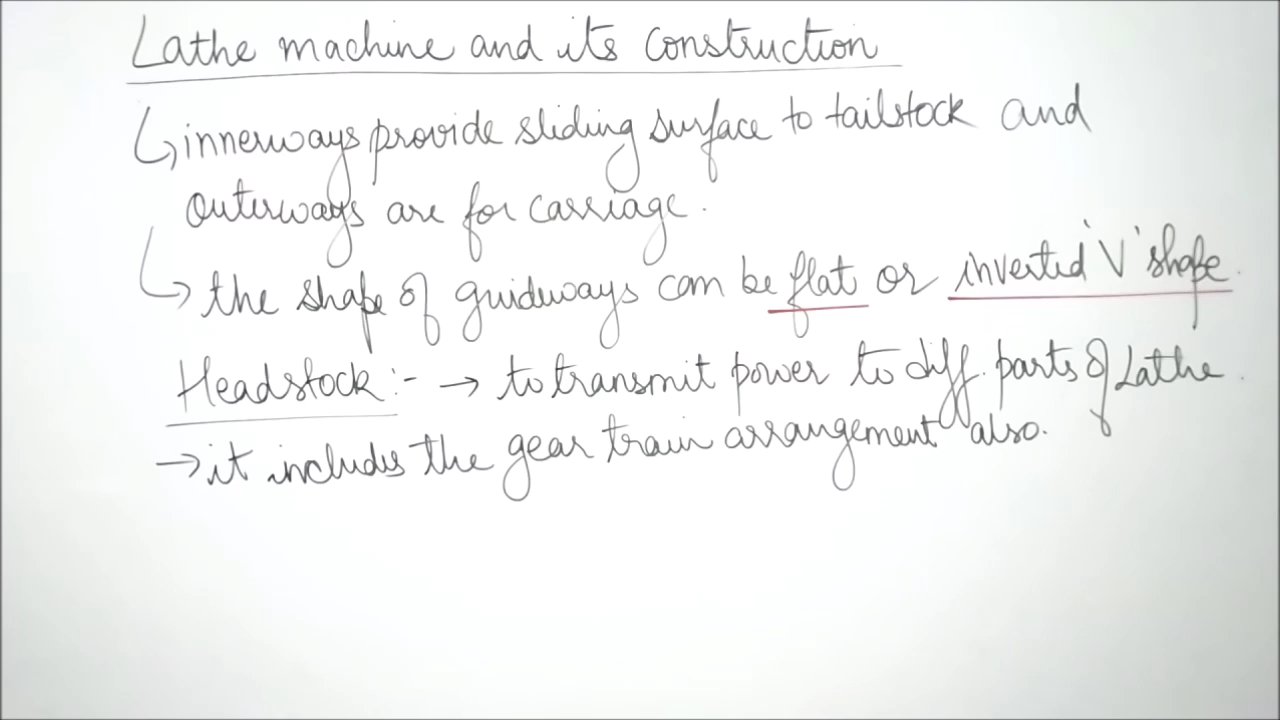 Lathe machine and its construction
↳ innerways provide sliding surface to tailstock and
outerways are for carriage.
↳ the shape of guideways can be flat or inverted 'V' shape.
Headstock:- → to transmit power to diff. parts of Lathe.
→ it includes the gear train arrangement also.